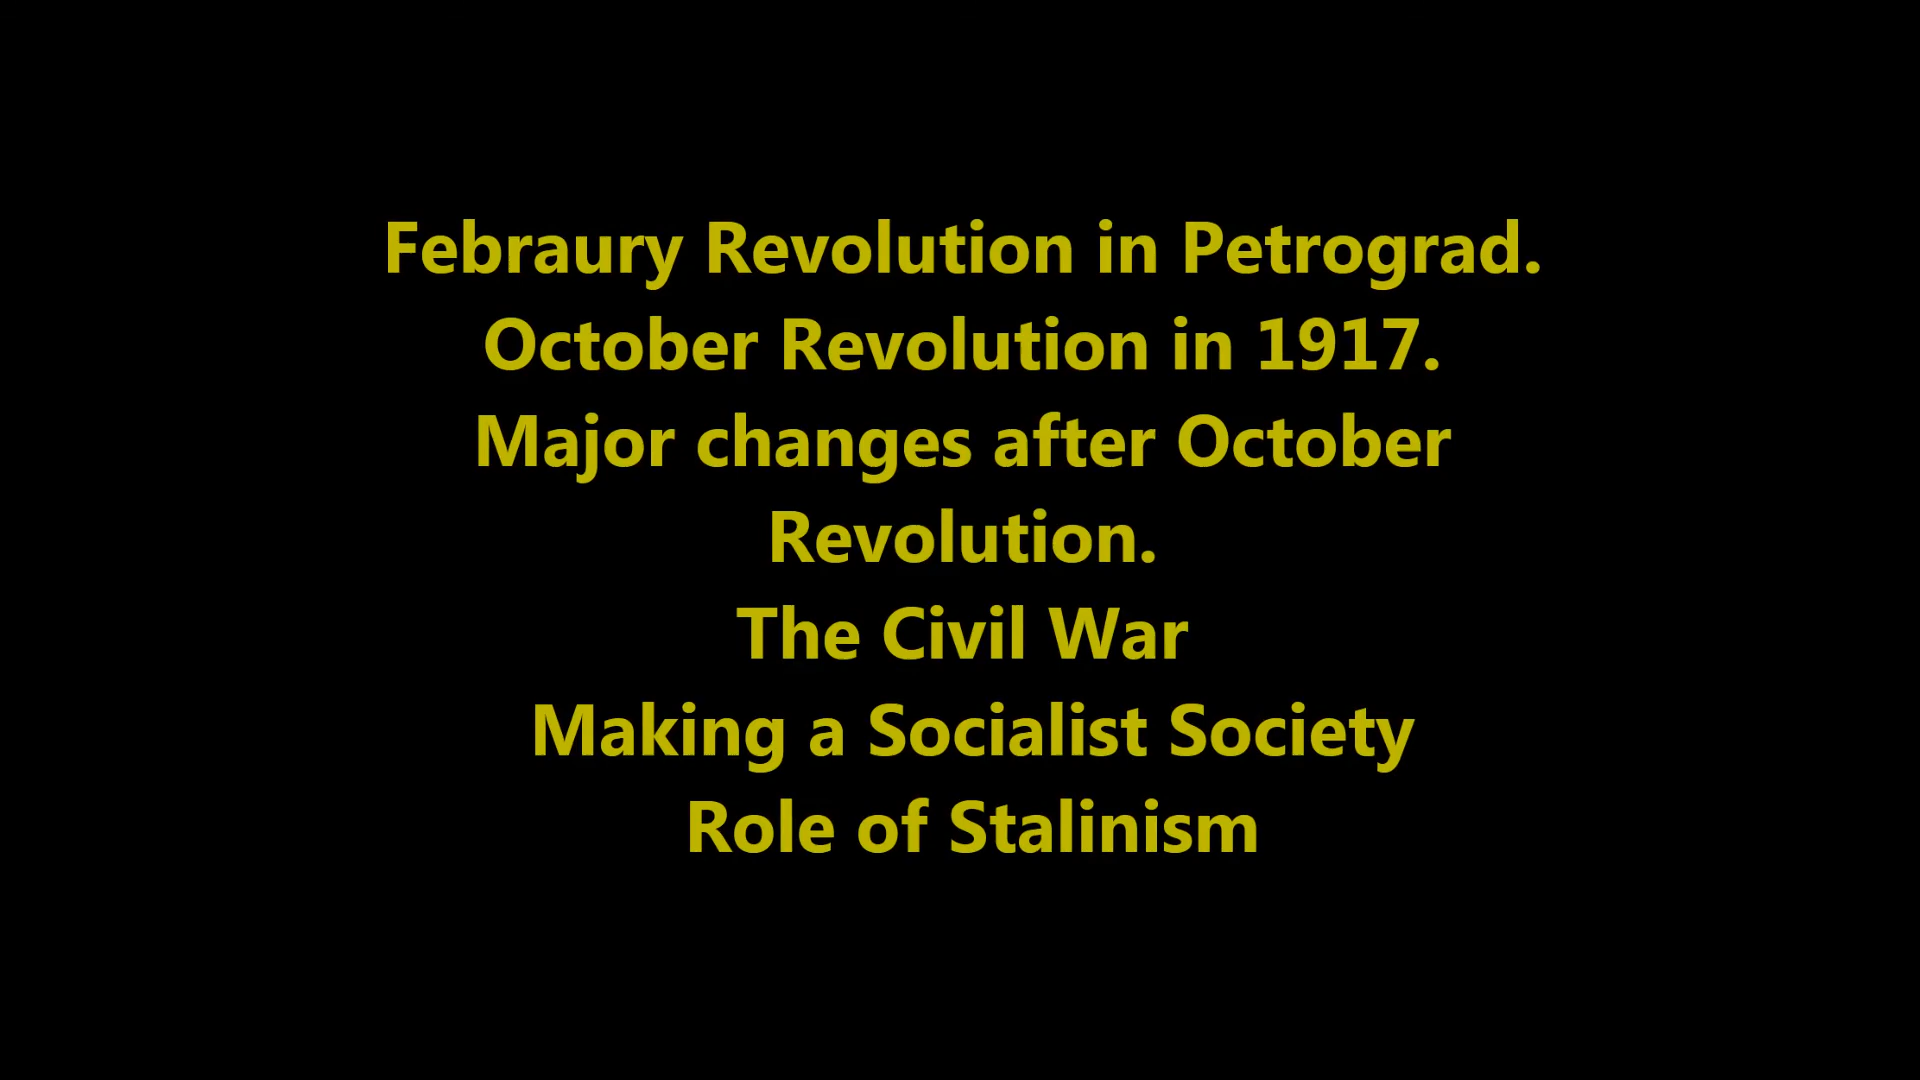 Febraury Revolution in Petrograd.
October Revolution in 1917.
Major changes after October
Revolution.
The Civil War
Making a Socialist Society
Role of Stalinism